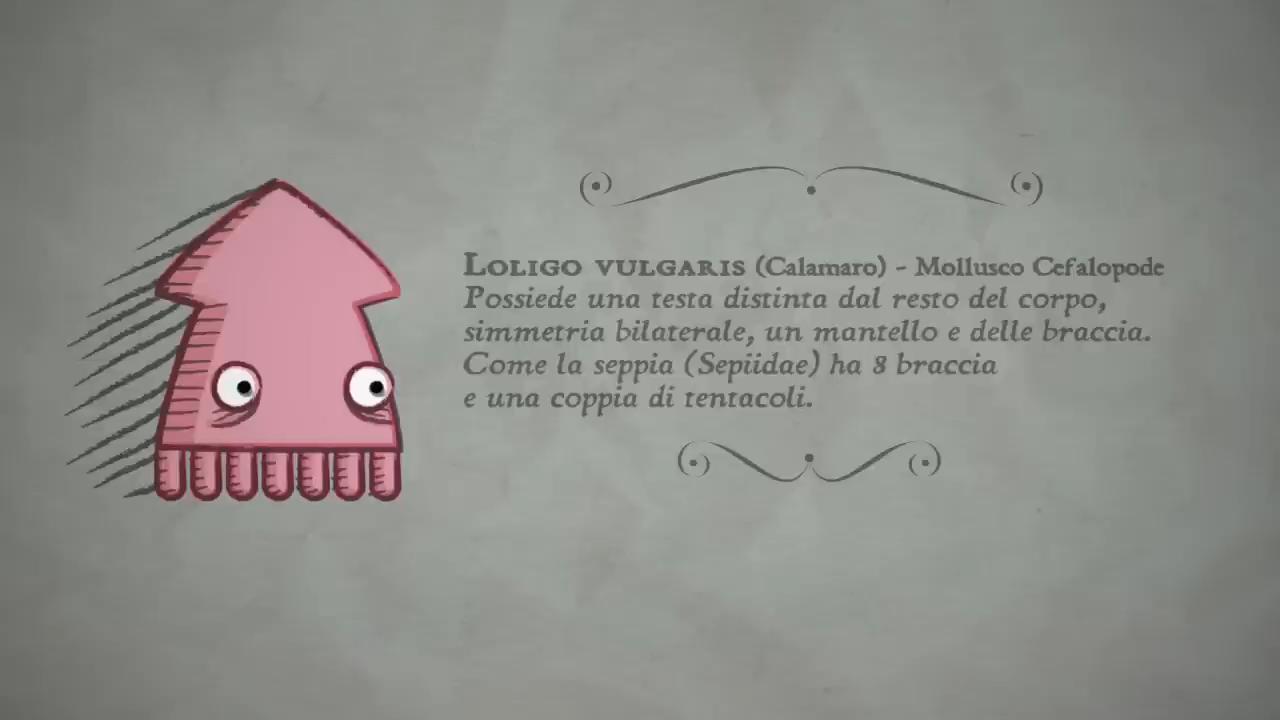 Loligo vulgaris (Calamaro) - Mollusco Cefalopode
Possiede una testa distinta dal resto del corpo,
simmetria bilaterale, un mantello e delle braccia.
Come la seppia (Sepiidae) ha 8 braccia
e una coppia di tentacoli.